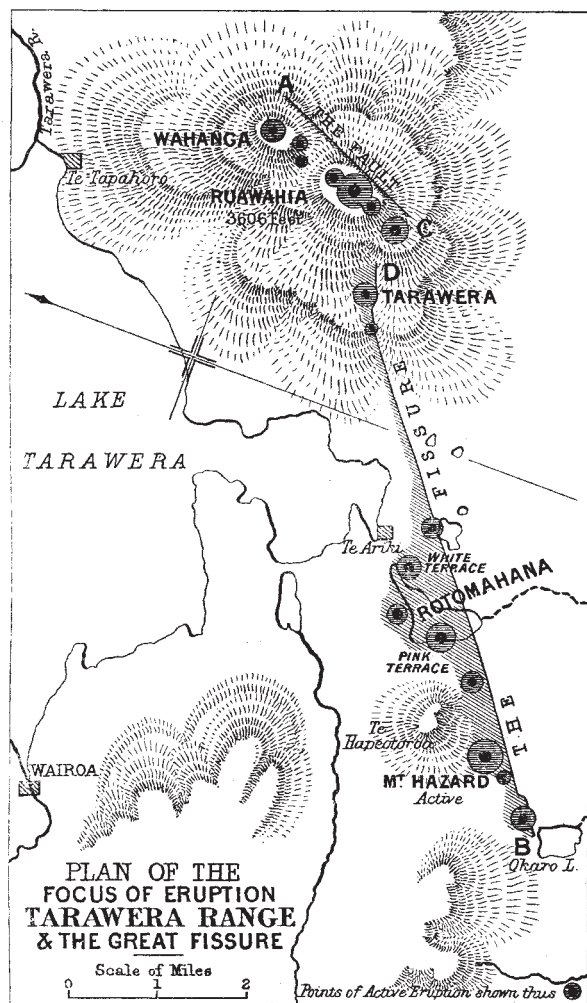 Tarawera R.
A
THE FAULT
WAHANGA
Te Tapahoro
RUAWAHIA
3606 Feet
C
D
TARAWERA
LAKE
TARAWERA
THE FISSURE
Te Ariki
WHITE
TERRACE
ROTOMAHANA
PINK
TERRACE
Te
Hapeotoroa
WAIROA
MT HAZARD
Active
B
Okaro L.
PLAN OF THE
FOCUS OF ERUPTION
TARAWERA RANGE
& THE GREAT FISSURE
Scale of Miles
0 1 2
Points of Active Eruption shown thus